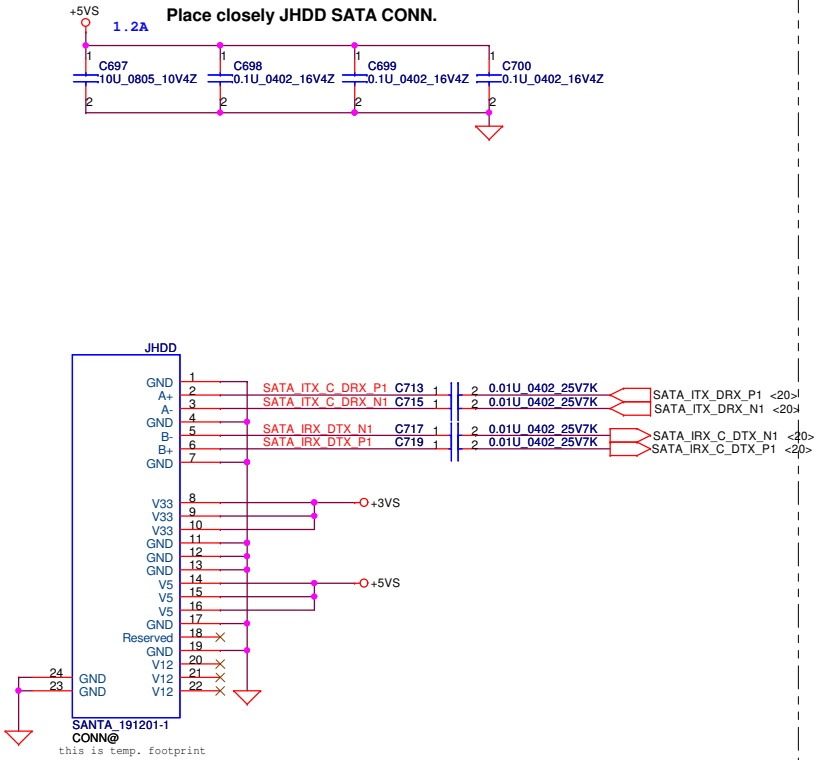 +5VS
1.2A
Place closely JHDD SATA CONN.
1 1 1 1
C697 C698 C699 C700
10U_0805_10V4Z 0.1U_0402_16V4Z 0.1U_0402_16V4Z 0.1U_0402_16V4Z
2 2 2 2
JHDD
GND 1
A+ 2 SATA_ITX_C_DRX_P1 C713 1 2 0.01U_0402_25V7K SATA_ITX_DRX_P1 <20>
A- 3 SATA_ITX_C_DRX_N1 C715 1 2 0.01U_0402_25V7K SATA_ITX_DRX_N1 <20>
GND 4
B- 5 SATA_IRX_DTX_N1 C717 1 2 0.01U_0402_25V7K SATA_IRX_C_DTX_N1 <20>
B+ 6 SATA_IRX_DTX_P1 C719 1 2 0.01U_0402_25V7K SATA_IRX_C_DTX_P1 <20>
GND 7
V33 8 +3VS
V33 9
V33 10
GND 11
GND 12
GND 13
V5 14 +5VS
V5 15
V5 16
GND 17
Reserved 18
GND 19
V12 20
24 GND V12 21
23 GND V12 22
SANTA_191201-1
CONN@
this is temp. footprint